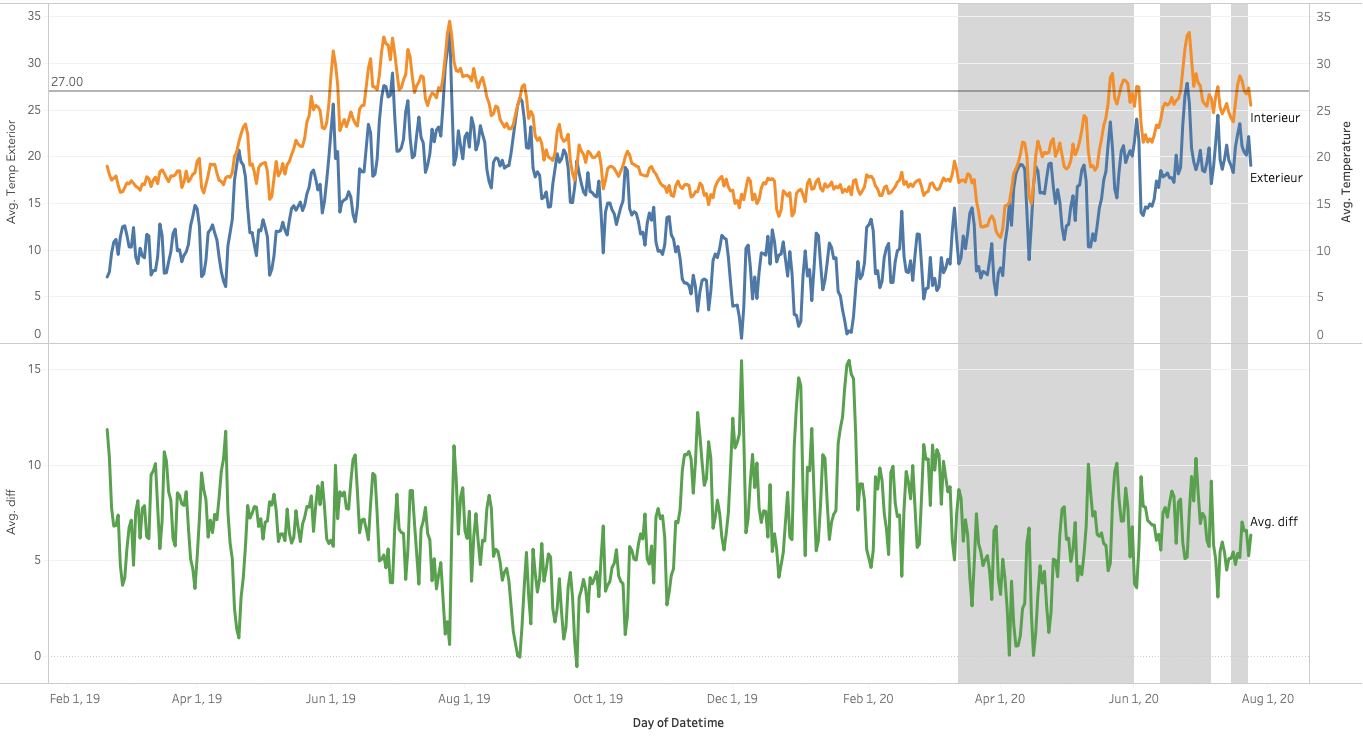 35
30
27.00
25
20
15
10
5
0
Avg. Temp Exterior
35
30
25
20
15
10
5
0
Avg. Temperature
Interieur
Exterieur
15
10
5
0
Avg. diff
Avg. diff
Feb 1, 19 Apr 1, 19 Jun 1, 19 Aug 1, 19 Oct 1, 19 Dec 1, 19 Feb 1, 20 Apr 1, 20 Jun 1, 20 Aug 1, 20
Day of Datetime